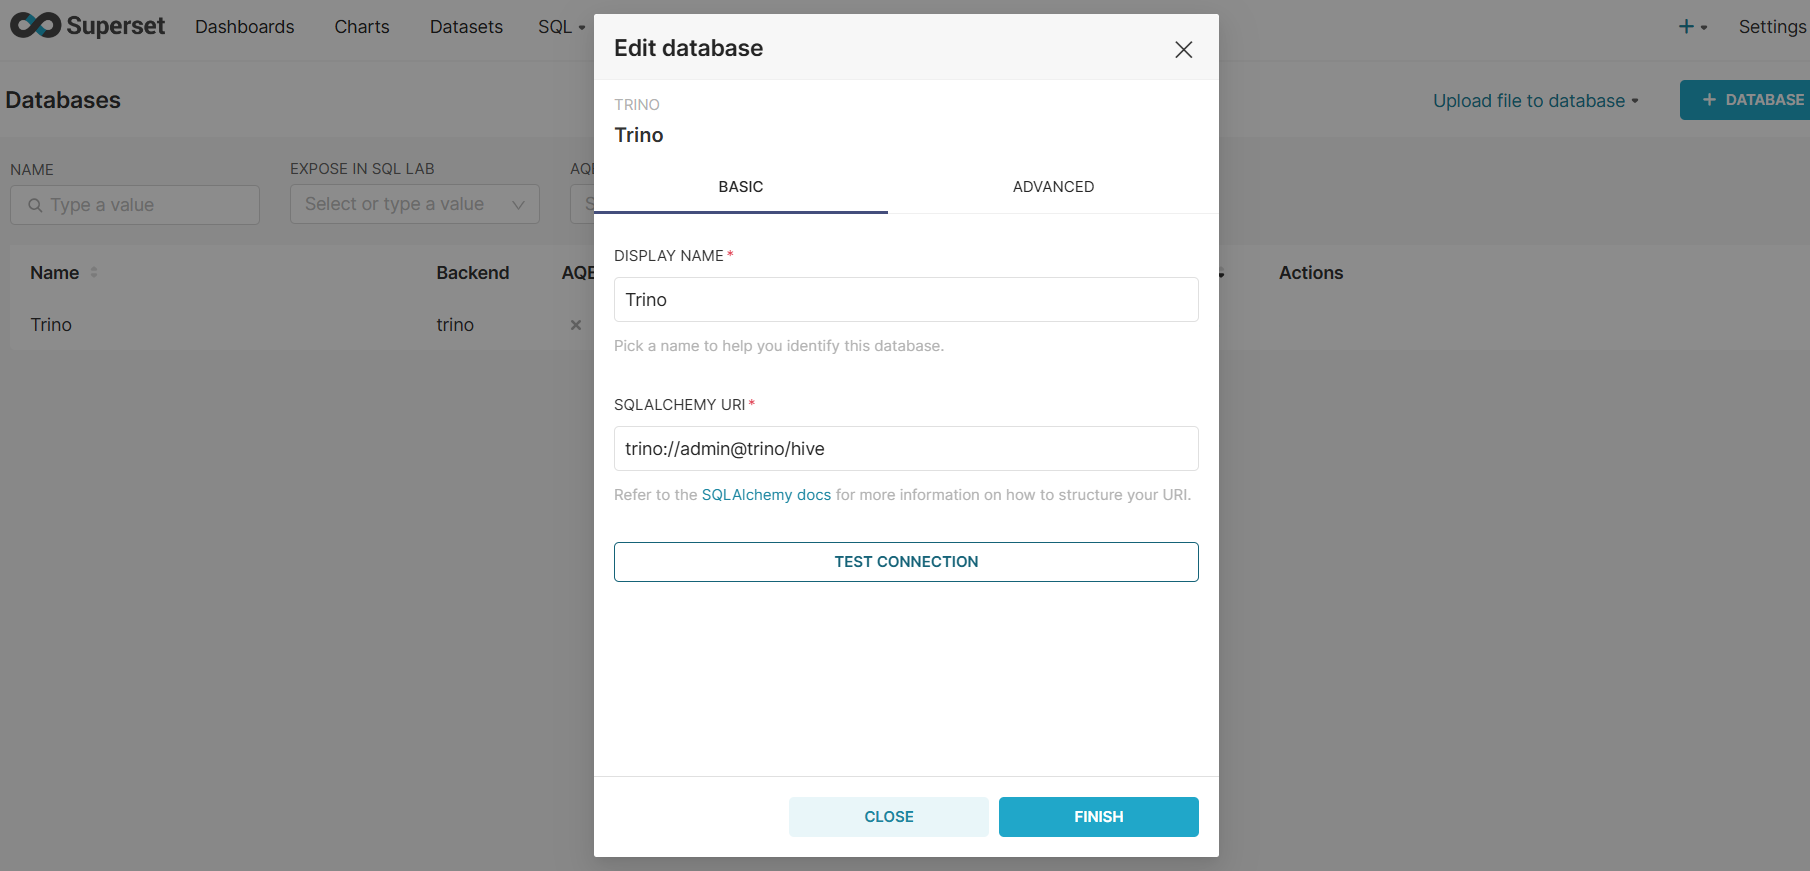 Superset Dashboards Charts Datasets SQL Settings
Databases
Upload file to database
+ DATABASE
NAME
Type a value
EXPOSE IN SQL LAB
Select or type a value
Name Backend Actions
Trino trino
Edit database
TRINO
Trino
BASIC ADVANCED
DISPLAY NAME *
Trino
Pick a name to help you identify this database.
SQLALCHEMY URI *
trino://admin@trino/hive
Refer to the SQLAlchemy docs for more information on how to structure your URI.
TEST CONNECTION
CLOSE FINISH